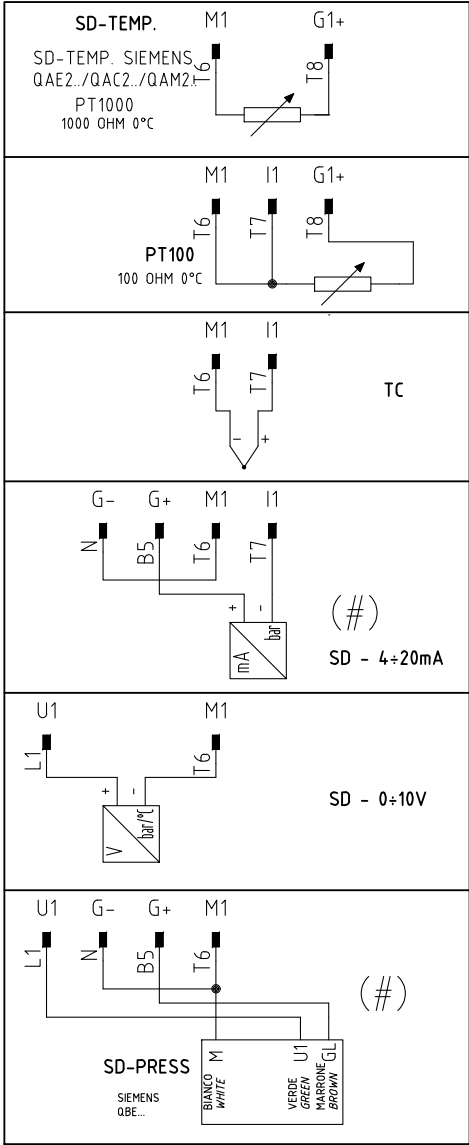 SD-TEMP.
M1 G1+
SD-TEMP. SIEMENS
QAE2../QAC2../QAM2..
PT1000
1000 OHM 0°C
T6 T8
M1 I1 G1+
T6 T7 T8
PT100
100 OHM 0°C
M1 I1
T6 T7
TC
- +
G- G+ M1 I1
N B5 T6 T7
+ -
mA bar
(#)
SD - 4÷20mA
U1 M1
L1 T6
+ -
V bar/°C
SD - 0÷10V
U1 G- G+ M1
L1 N B5 T6
(#)
M U1 GL
SD-PRESS
SIEMENS
QBE...
BIANCO
WHITE
VERDE
GREEN
MARRONE
BROWN